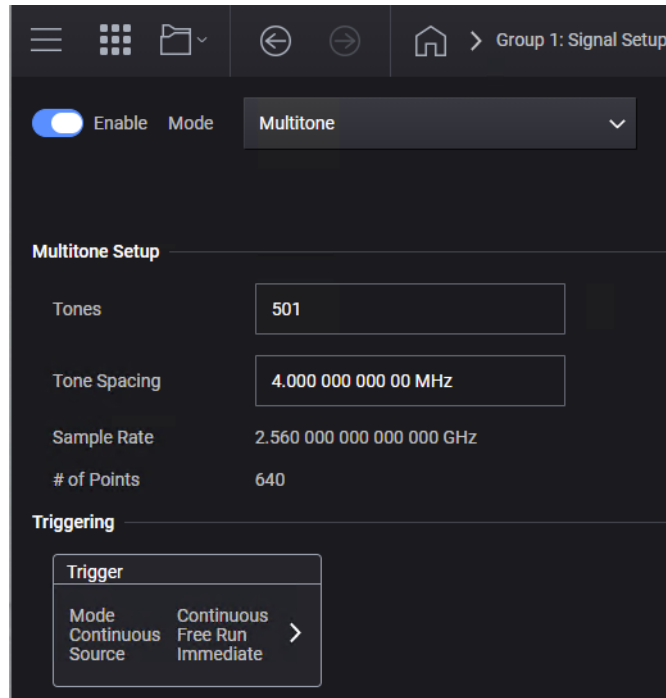 Group 1: Signal Setup
Enable Mode Multitone
Multitone Setup
Tones 501
Tone Spacing 4.000 000 000 00 MHz
Sample Rate 2.560 000 000 000 000 GHz
# of Points 640
Triggering
Trigger
Mode Continuous
Continuous Free Run
Source Immediate